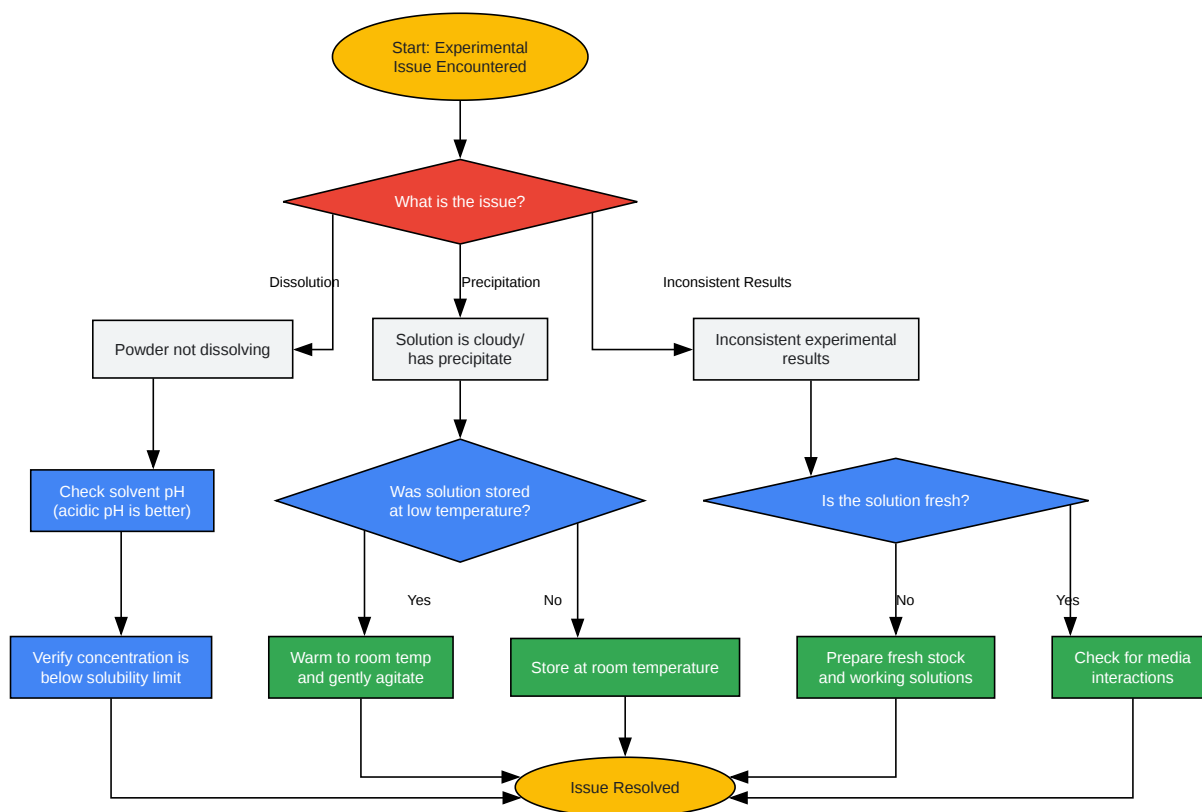 Start: Experimental
Issue Encountered
What is the issue?
Dissolution
Precipitation
Inconsistent Results
Powder not dissolving
Solution is cloudy/
has precipitate
Inconsistent experimental
results
Check solvent pH
(acidic pH is better)
Was solution stored
at low temperature?
Is the solution fresh?
Yes
No
No
Yes
Verify concentration is
below solubility limit
Warm to room temp
and gently agitate
Store at room temperature
Prepare fresh stock
and working solutions
Check for media
interactions
Issue Resolved